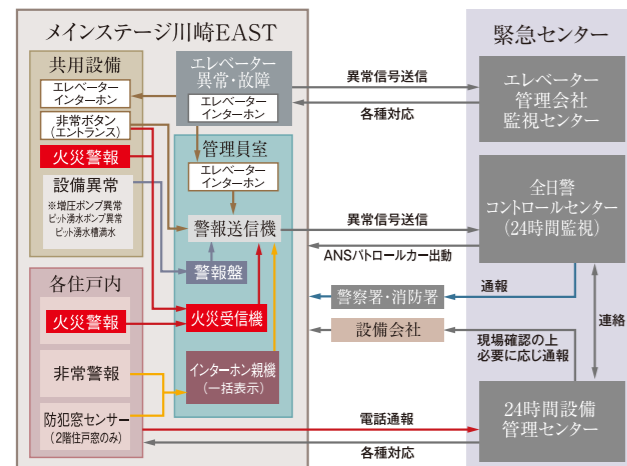 メインステージ川崎EAST
緊急センター
共用設備
エレベーター
インターホン
非常ボタン
(エントランス)
火災警報
設備異常
※増圧ポンプ異常
ピット湧水ポンプ異常
ピット湧水槽満水
エレベーター
異常・故障
エレベーター
インターホン
管理員室
エレベーター
インターホン
警報送信機
警報盤
火災受信機
インターホン親機
(一括表示)
各住戸内
火災警報
非常警報
防犯窓センサー
(2階住戸窓のみ)
異常信号送信
各種対応
エレベーター
管理会社
監視センター
異常信号送信
ANSパトロールカー出動
全日警
コントロールセンター
(24時間監視)
通報
警察署・消防署
設備会社
連絡
現場確認の上
必要に応じ通報
電話通報
各種対応
24時間設備
管理センター